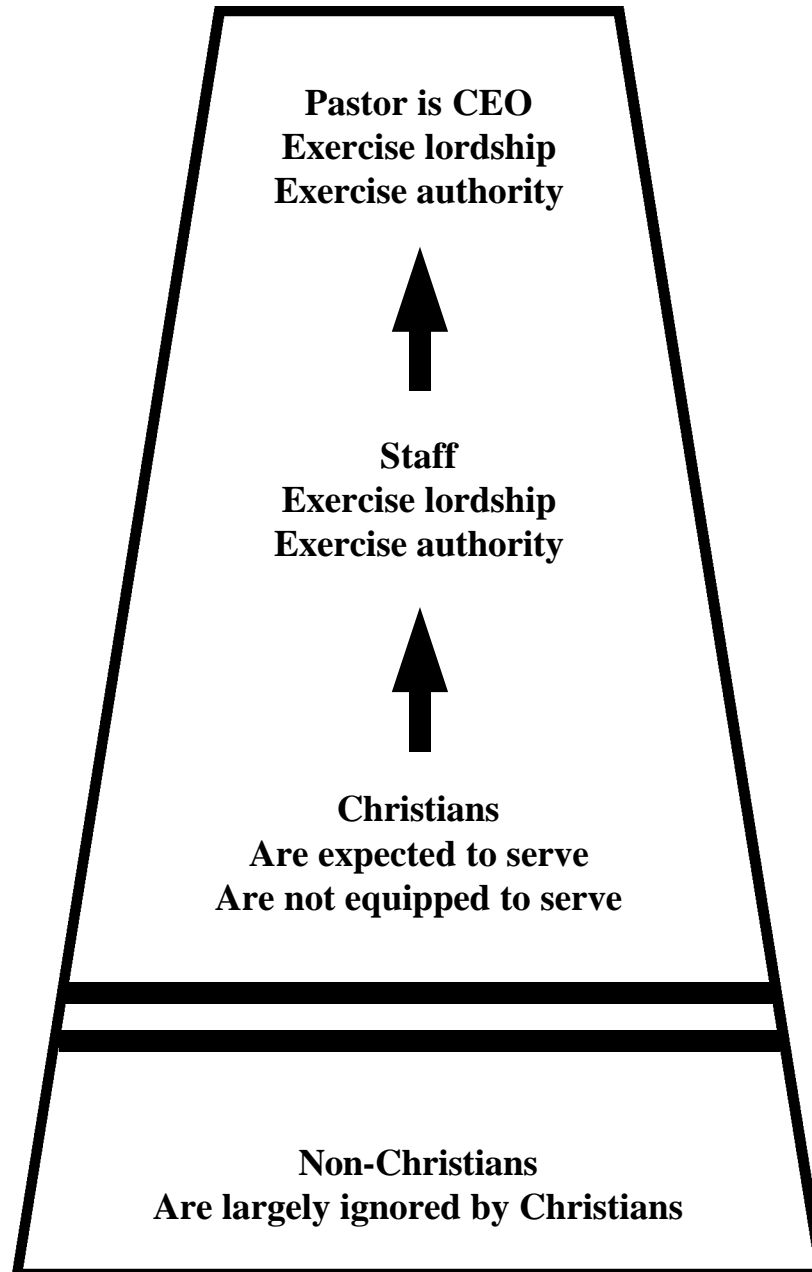 Pastor is CEO
Exercise lordship
Exercise authority
Staff
Exercise lordship
Exercise authority
Christians
Are expected to serve
Are not equipped to serve
Non-Christians
Are largely ignored by Christians